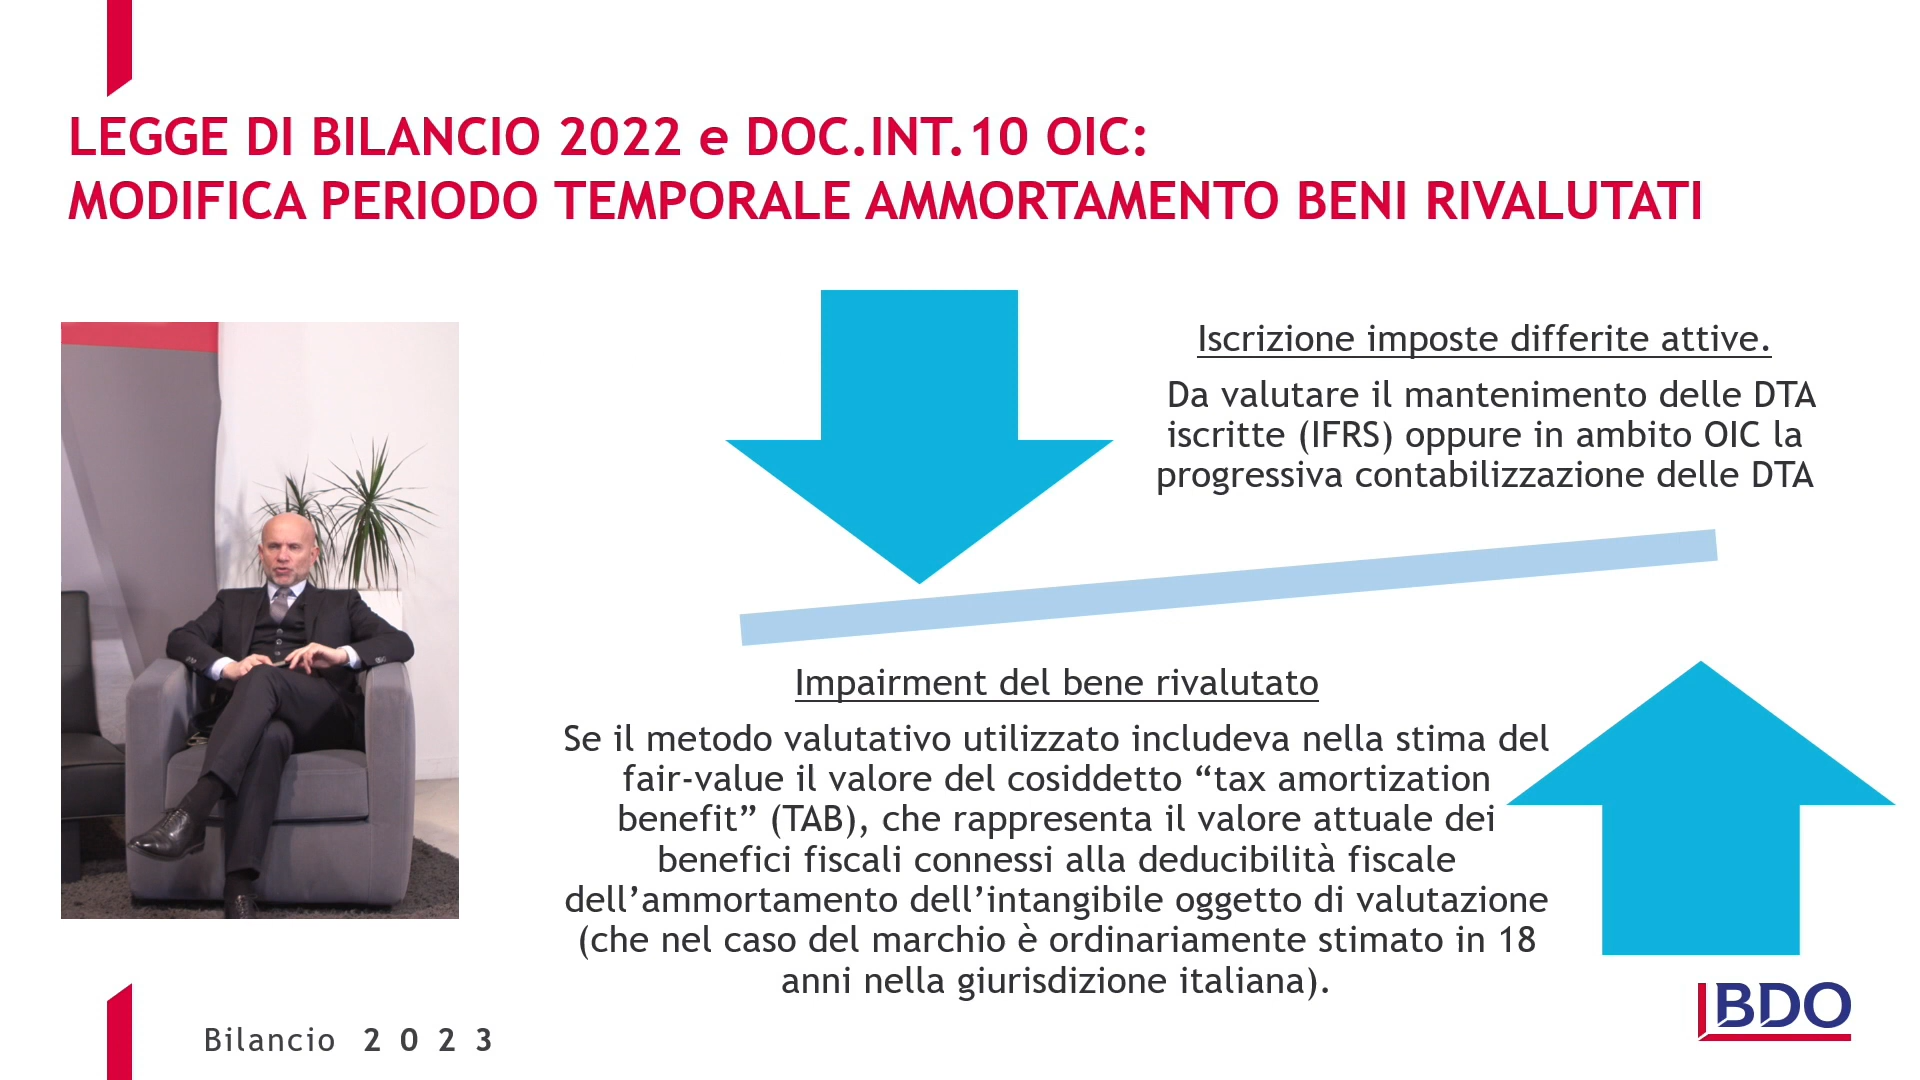 LEGGE DI BILANCIO 2022 e DOC.INT.10 OIC:
MODIFICA PERIODO TEMPORALE AMMORTAMENTO BENI RIVALUTATI
Iscrizione imposte differite attive.
Da valutare il mantenimento delle DTA
iscritte (IFRS) oppure in ambito OIC la
progressiva contabilizzazione delle DTA
Impairment del bene rivalutato
Se il metodo valutativo utilizzato includeva nella stima del
fair-value il valore del cosiddetto “tax amortization
benefit” (TAB), che rappresenta il valore attuale dei
benefici fiscali connessi alla deducibilità fiscale
dell’ammortamento dell’intangibile oggetto di valutazione
(che nel caso del marchio è ordinariamente stimato in 18
anni nella giurisdizione italiana).
Bilancio 2023
BDO